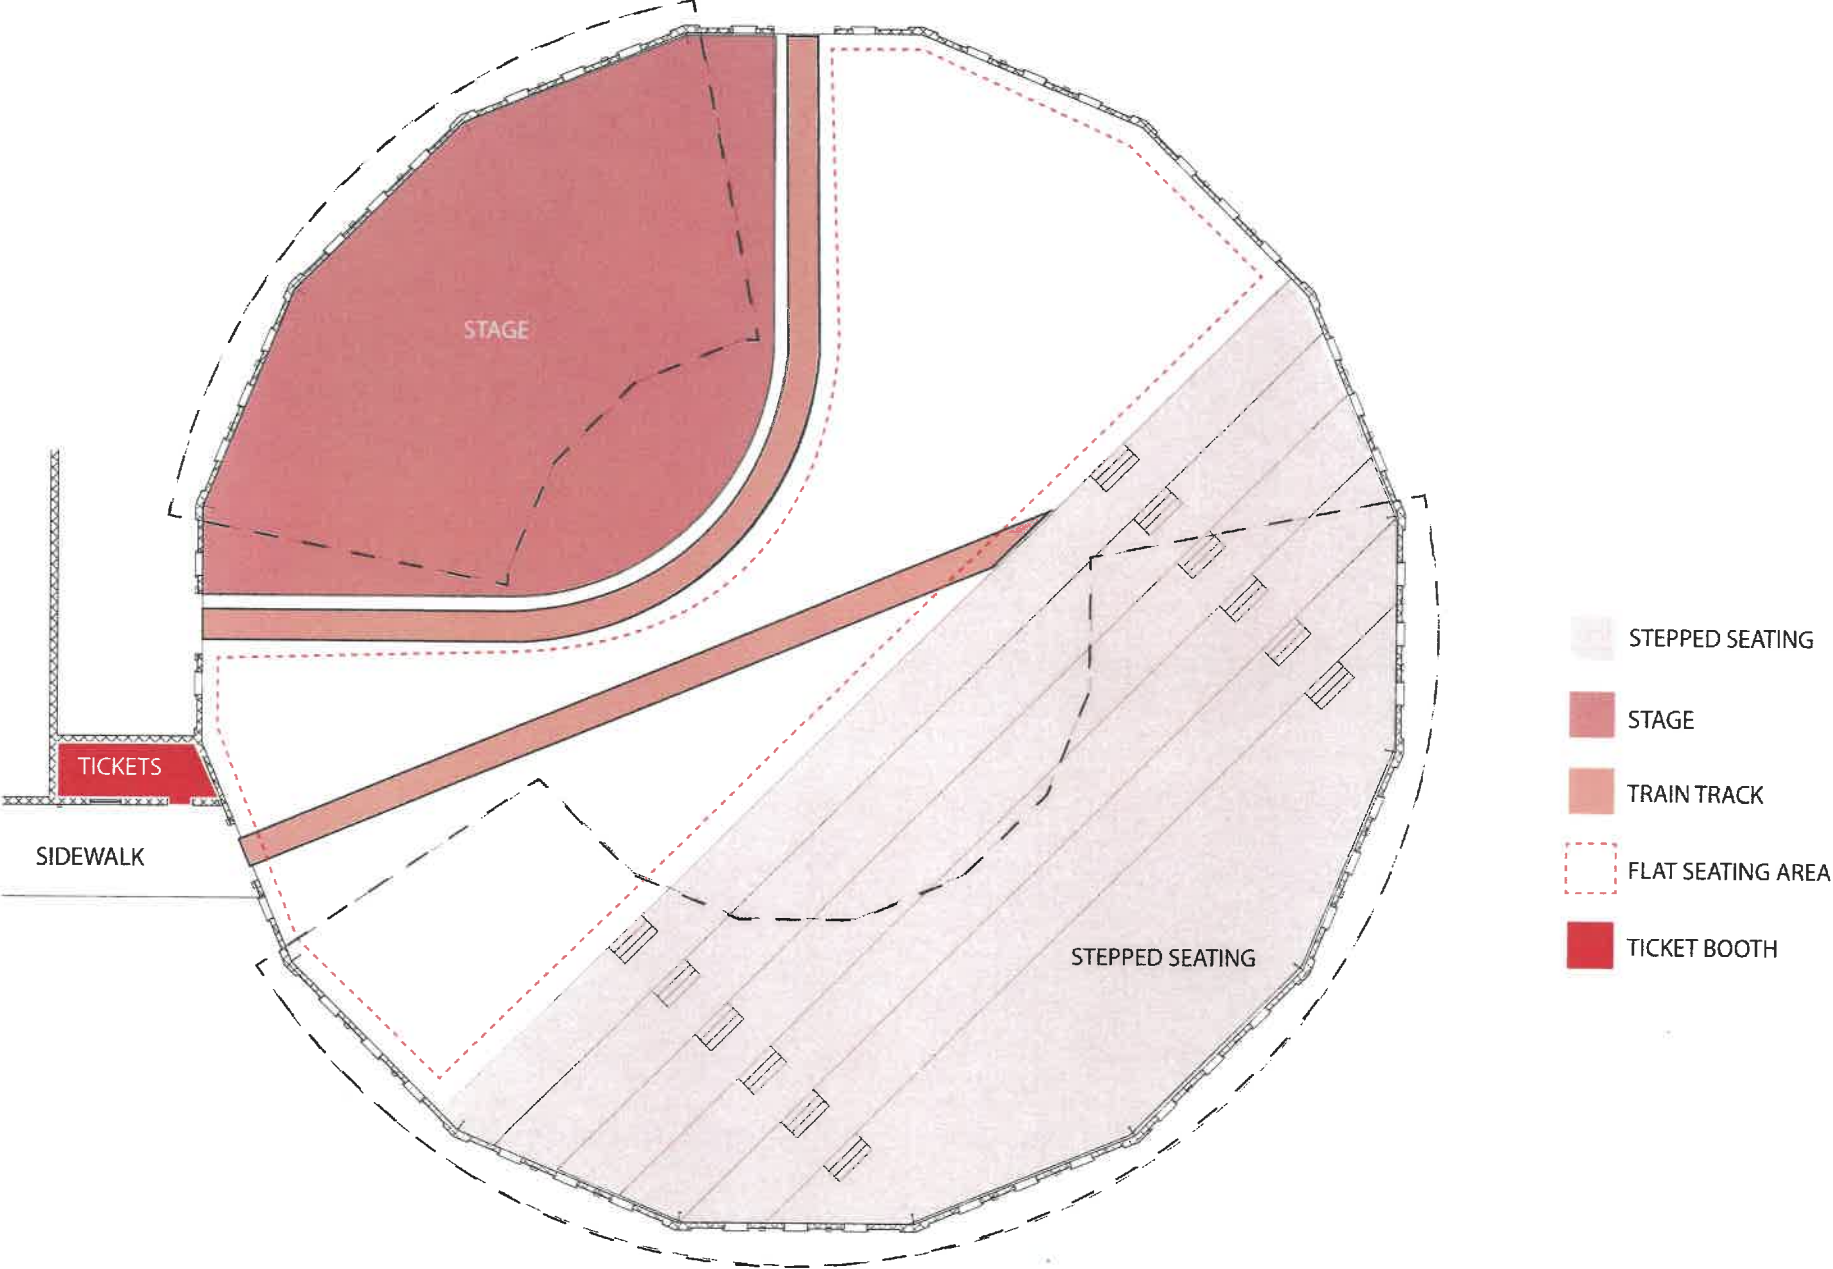 STAGE
TICKETS
SIDEWALK
STEPPED SEATING
STEPPED SEATING
STAGE
TRAIN TRACK
FLAT SEATING AREA
TICKET BOOTH